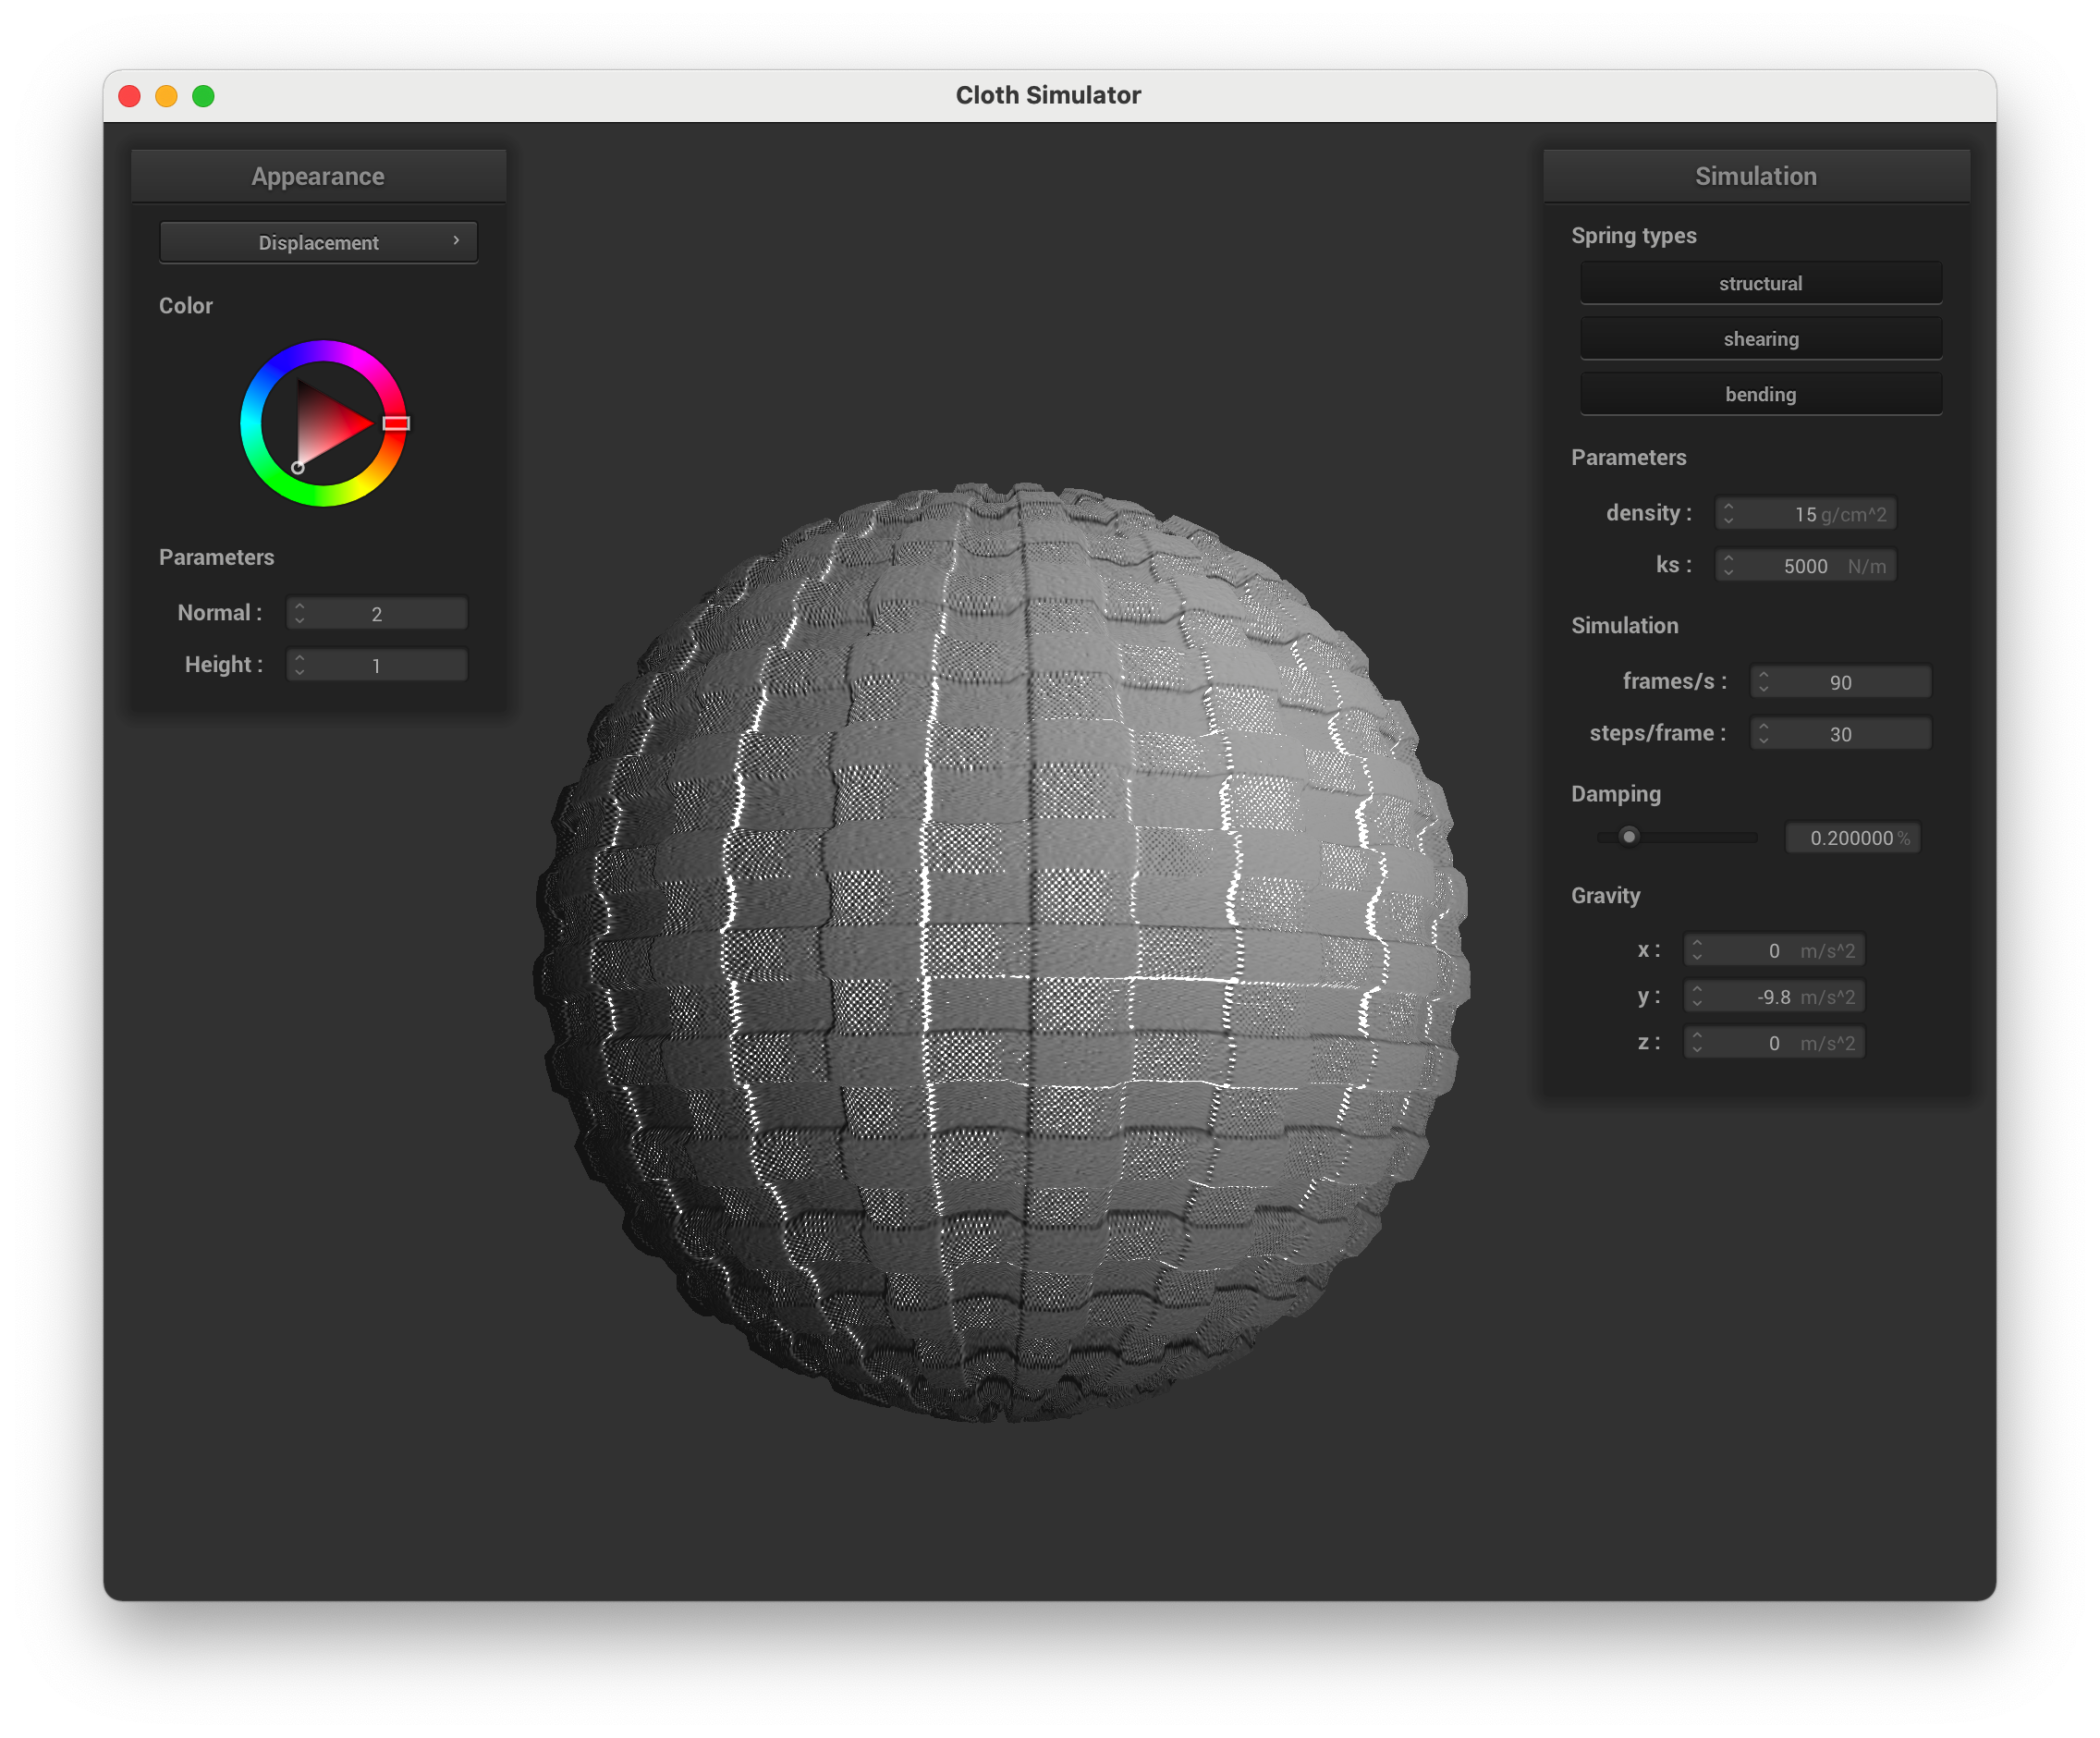 Cloth Simulator
Appearance
Displacement ›
Color
Parameters
Normal : 2
Height : 1
Simulation
Spring types
structural
shearing
bending
Parameters
density : 15 g/cm^2
ks : 5000 N/m
Simulation
frames/s : 90
steps/frame : 30
Damping
0.200000 %
Gravity
x : 0 m/s^2
y : -9.8 m/s^2
z : 0 m/s^2